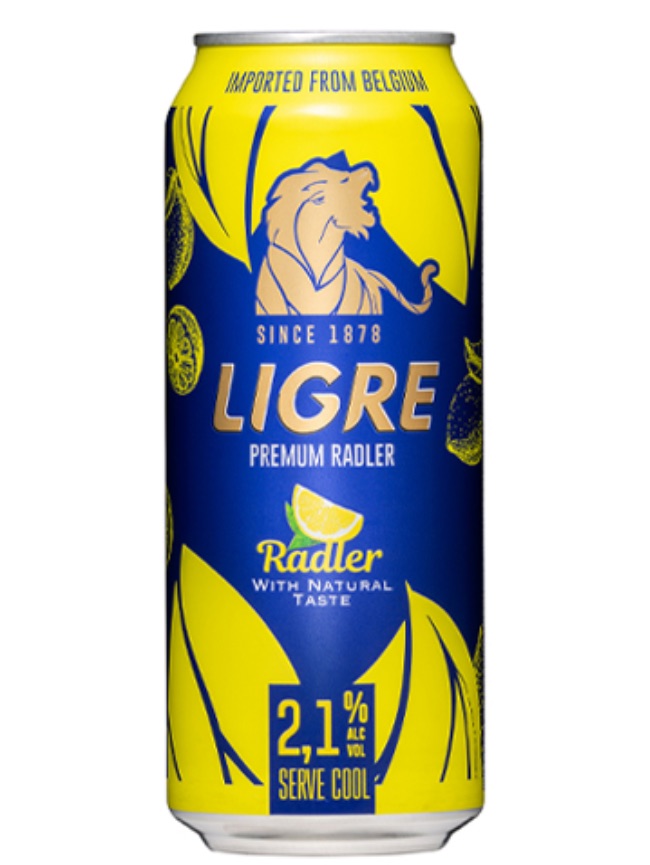 IMPORTED FROM BELGIUM
SINCE 1878
LIGRE
PREMIUM RADLER
Radler
WITH NATURAL
TASTE
2,1%
ALC
VOL
SERVE COOL